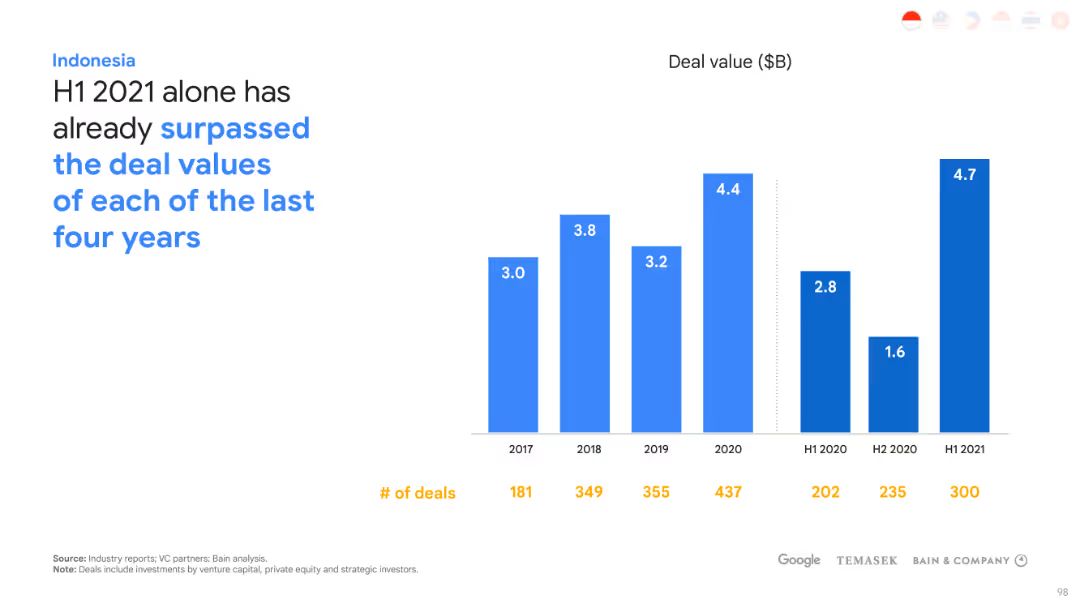 Indonesia
H1 2021 alone has
already surpassed
the deal values
of each of the last
four years
Deal value ($B)
3.0
3.8
3.2
4.4
2.8
1.6
4.7
2017
2018
2019
2020
H1 2020
H2 2020
H1 2021
# of deals
181
349
355
437
202
235
300
Source: Industry reports; VC partners; Bain analysis.
Note: Deals include investments by venture capital, private equity and strategic investors.
Google
TEMASEK
BAIN & COMPANY
98